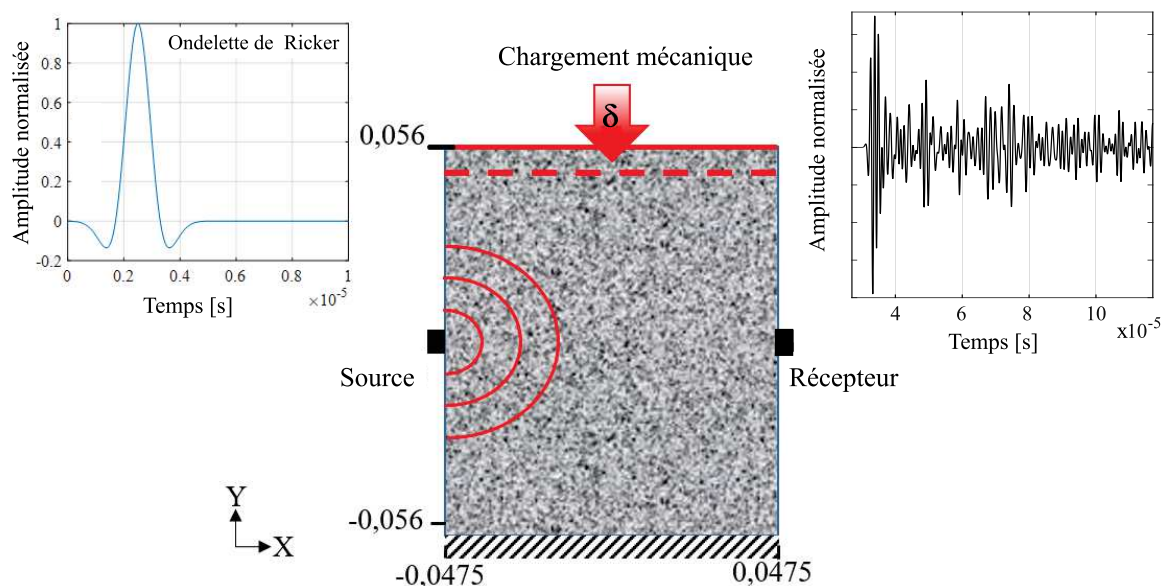 Ondelette de Ricker
Amplitude normalisée
1
0.8
0.6
0.4
0.2
0
-0.2
0
0.2
0.4
0.6
0.8
1
×10⁻⁵
Temps [s]
Chargement mécanique
δ
0,056
-0,056
-0.0475
0,0475
Source
Récepteur
Y
X
Amplitude normalisée
4
6
8
10
x10⁻⁵
Temps [s]